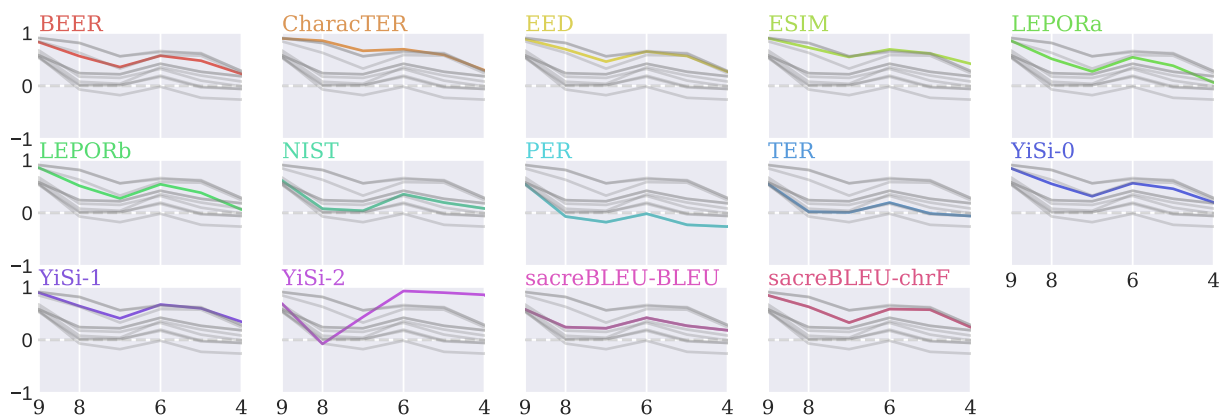 BEER CharacTER EED ESIM LEPORa
1
0
−1
LEPORb NIST PER TER YiSi-0
1
0
−1
9 8 6 4
YiSi-1 YiSi-2 sacreBLEU-BLEU sacreBLEU-chrF
1
0
−1
9 8 6 4 9 8 6 4 9 8 6 4 9 8 6 4